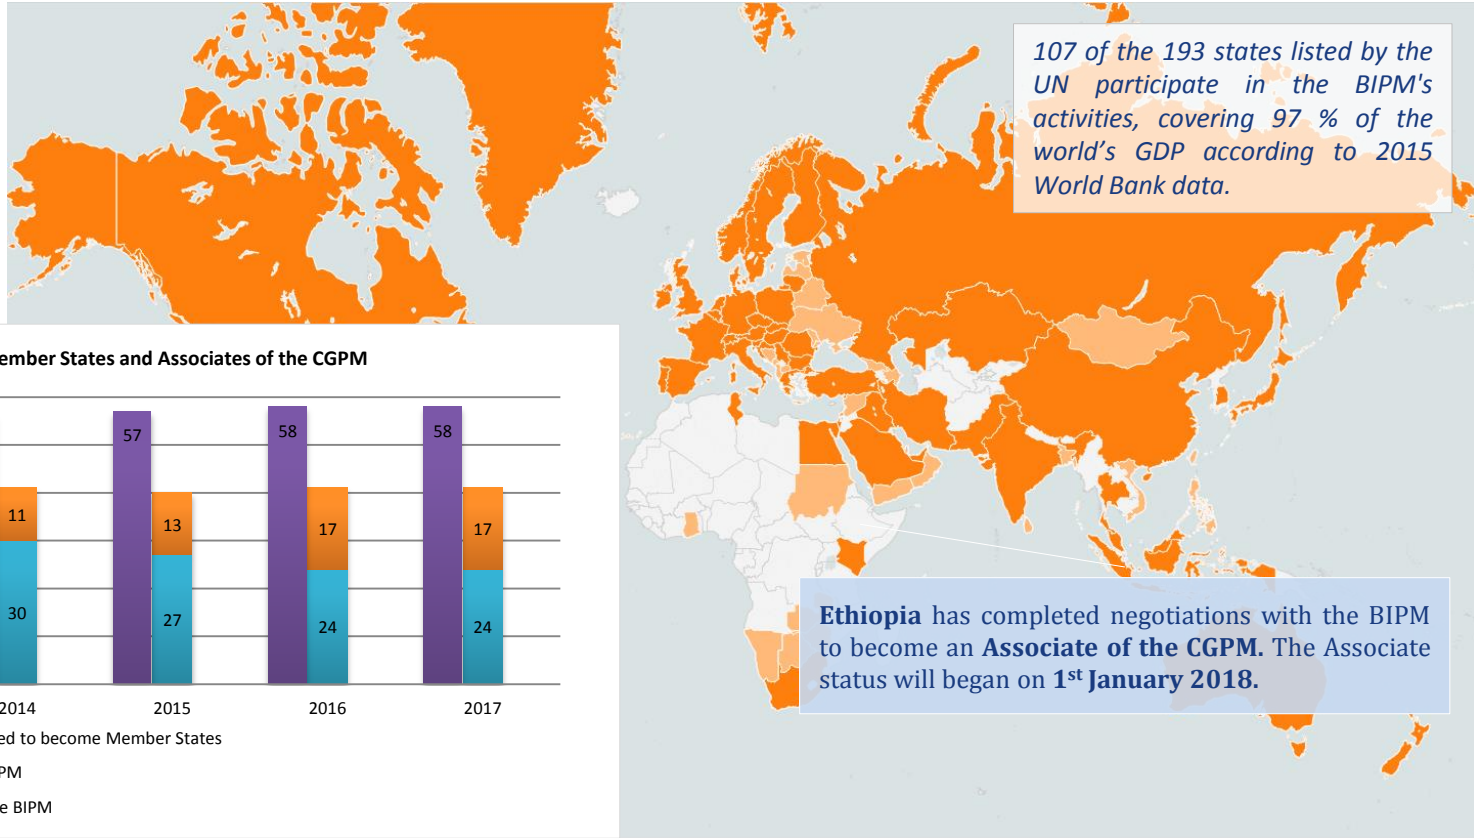 107 of the 193 states listed by the
UN participate in the BIPM's
activities, covering 97 % of the
world’s GDP according to 2015
World Bank data.
ember States and Associates of the CGPM
57
58
58
11
13
17
17
30
27
24
24
2014
2015
2016
2017
ed to become Member States
PM
e BIPM
Ethiopia has completed negotiations with the BIPM
to become an Associate of the CGPM. The Associate
status will began on 1st January 2018.